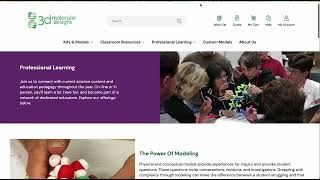 3d molecular designs
Search
Wish List
Quote
My Cart
Help
My Account
Kits & Models
Classroom Resources
Professional Learning
Custom Models
About Us
Professional Learning
Join us to connect with current science content and
education pedagogy throughout the year. On-line or in
person, you'll learn a lot, have fun, and become part of a
network of dedicated educators. Explore our offerings
below.
The Power Of Modeling
Physical and conceptual models provide experiences for inquiry and provoke student
questions. These questions invite conversations, revisions, and investigations. Grappling with
complexity through modeling can make the difference between a student struggling and that